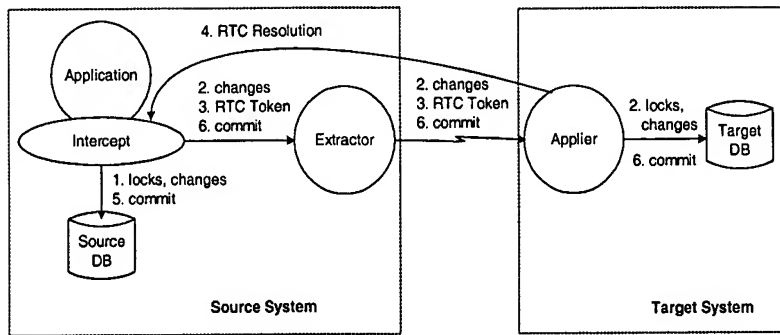 4. RTC Resolution
Application
Intercept
2. changes
3. RTC Token
6. commit
Extractor
2. changes
3. RTC Token
6. commit
Applier
2. locks,
changes
6. commit
Target
DB
1. locks, changes
5. commit
Source
DB
Source System
Target System